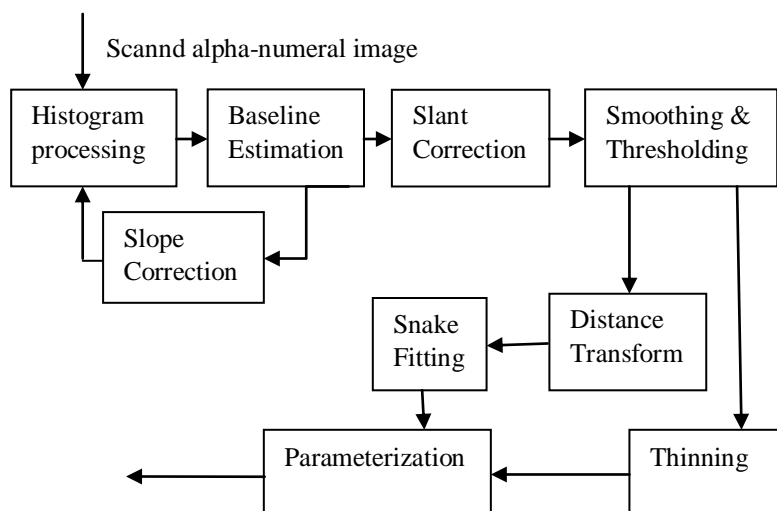 Scannd alpha-numeral image
Histogram
processing
Baseline
Estimation
Slant
Correction
Smoothing &
Thresholding
Slope
Correction
Snake
Fitting
Distance
Transform
Parameterization
Thinning